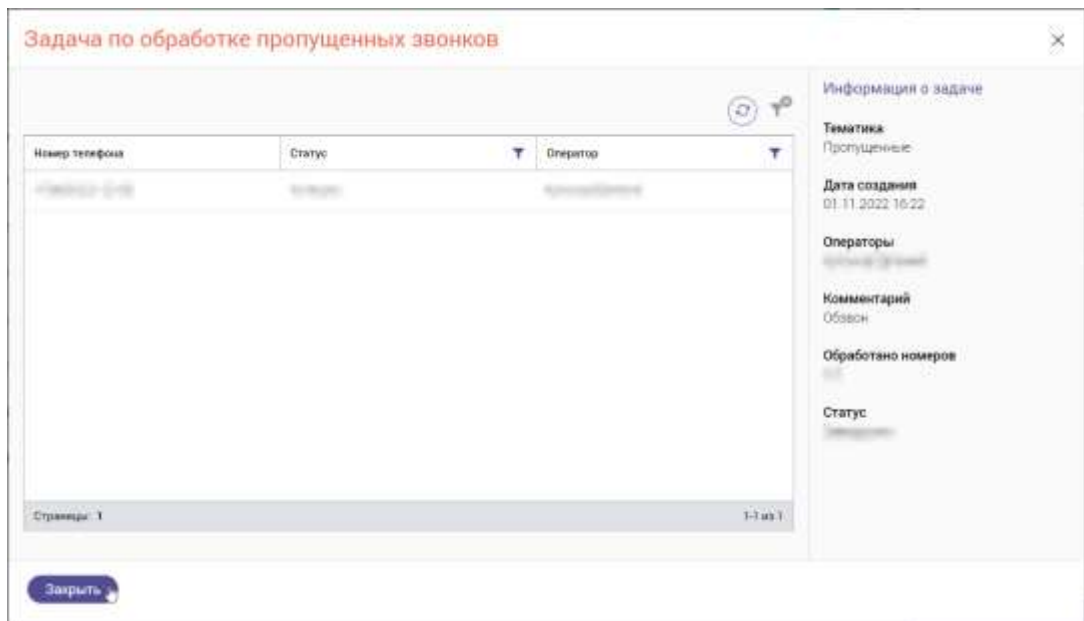 Задача по обработке пропущенных звонков
Информация о задаче
Номер телефона
Статус
Оператор
Тематика
Пропущенные
Дата создания
01.11.2022 16:22
Операторы
Комментарий
Обзвон
Обработано номеров
Статус
Страницы: 1
1-1 из 1
Закрыть